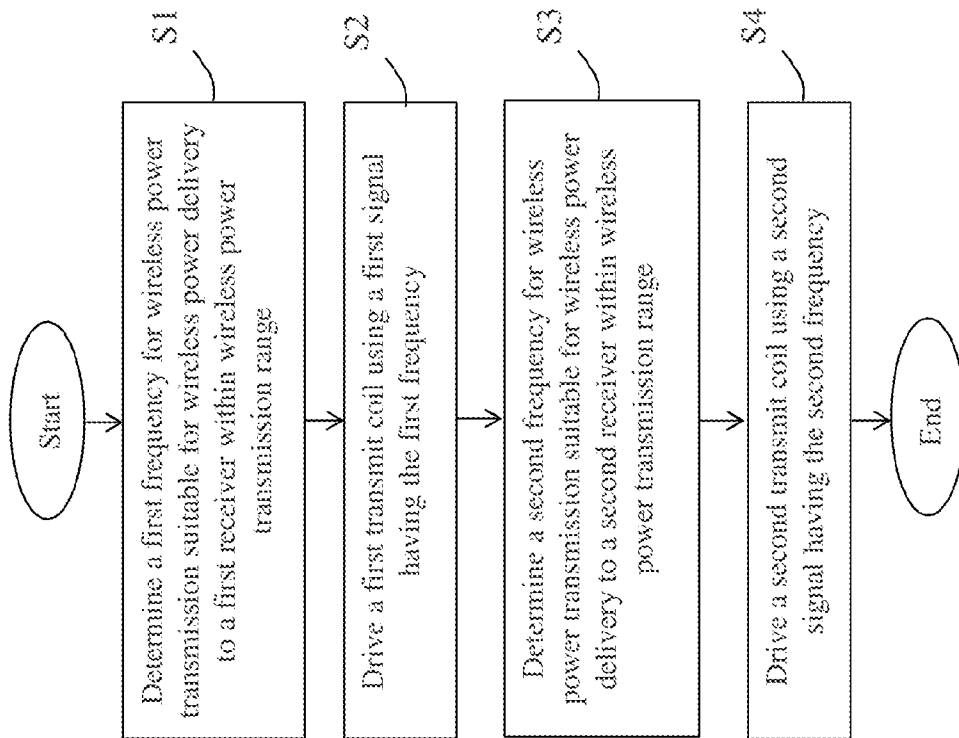 Start
Determine a first frequency for wireless power
transmission suitable for wireless power delivery
to a first receiver within wireless power
transmission range
S1
Drive a first transmit coil using a first signal
having the first frequency
S2
Determine a second frequency for wireless
power transmission suitable for wireless power
delivery to a second receiver within wireless
power transmission range
S3
Drive a second transmit coil using a second
signal having the second frequency
S4
End